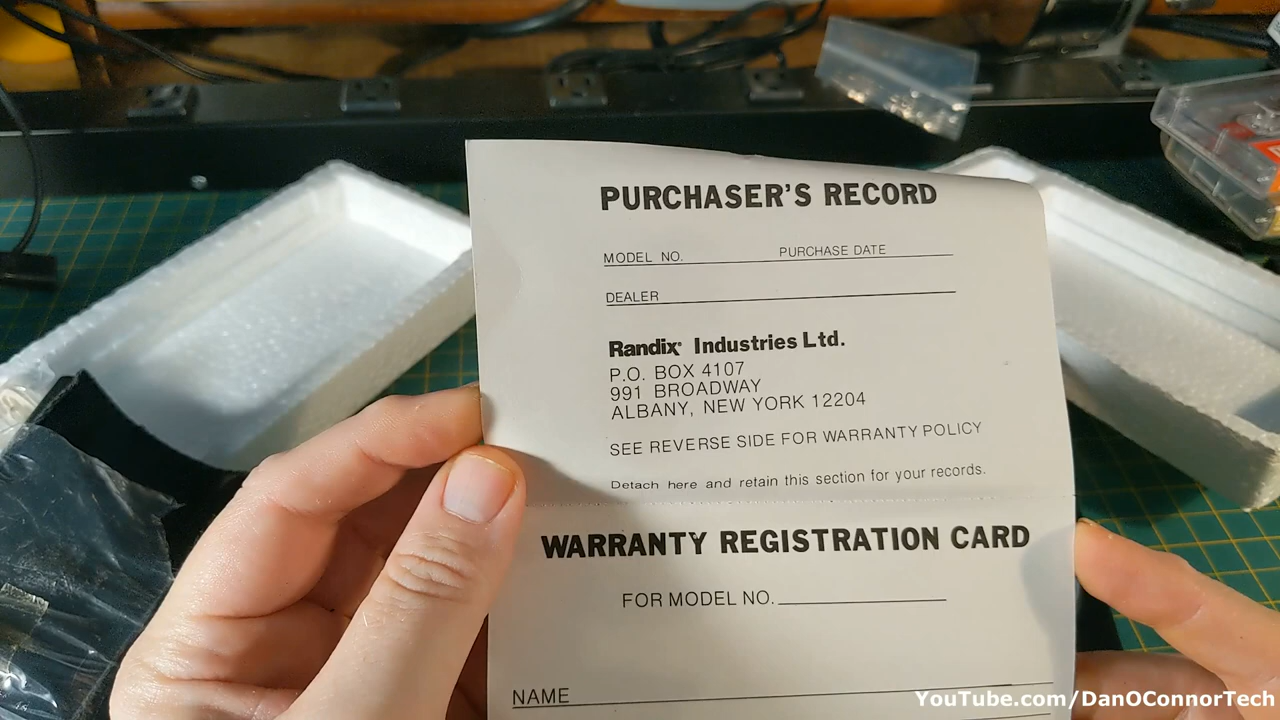 PURCHASER'S RECORD
MODEL NO. PURCHASE DATE
DEALER
Randix® Industries Ltd.
P.O. BOX 4107
991 BROADWAY
ALBANY, NEW YORK 12204
SEE REVERSE SIDE FOR WARRANTY POLICY
Detach here and retain this section for your records.
WARRANTY REGISTRATION CARD
FOR MODEL NO.
NAME
YouTube.com/DanOConnorTech